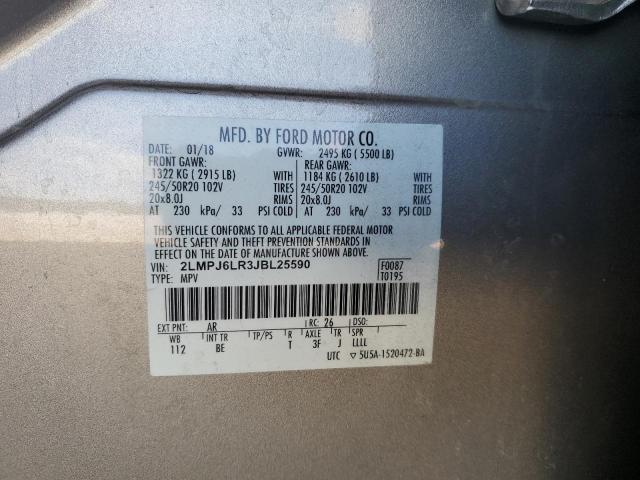 MFD. BY FORD MOTOR CO.
DATE: 01/18 GVWR: 2495 KG ( 5500 LB)
FRONT GAWR: REAR GAWR:
1322 KG ( 2915 LB) WITH 1184 KG ( 2610 LB) WITH
245/50R20 102V TIRES 245/50R20 102V TIRES
20x8.0J RIMS 20x8.0J RIMS
AT 230 kPa/ 33 PSI COLD AT 230 kPa/ 33 PSI COLD
THIS VEHICLE CONFORMS TO ALL APPLICABLE FEDERAL MOTOR
VEHICLE SAFETY AND THEFT PREVENTION STANDARDS IN
EFFECT ON THE DATE OF MANUFACTURE SHOWN ABOVE.
VIN: 2LMPJ6LR3JBL25590 F0087
TYPE: MPV T0195
EXT PNT: AR RC: 26 DSO:
WB INT TR TP/PS R AXLE TR SPR
112 BE T 3F J LLLL
UTC ▽ 5U5A-1520472-BA